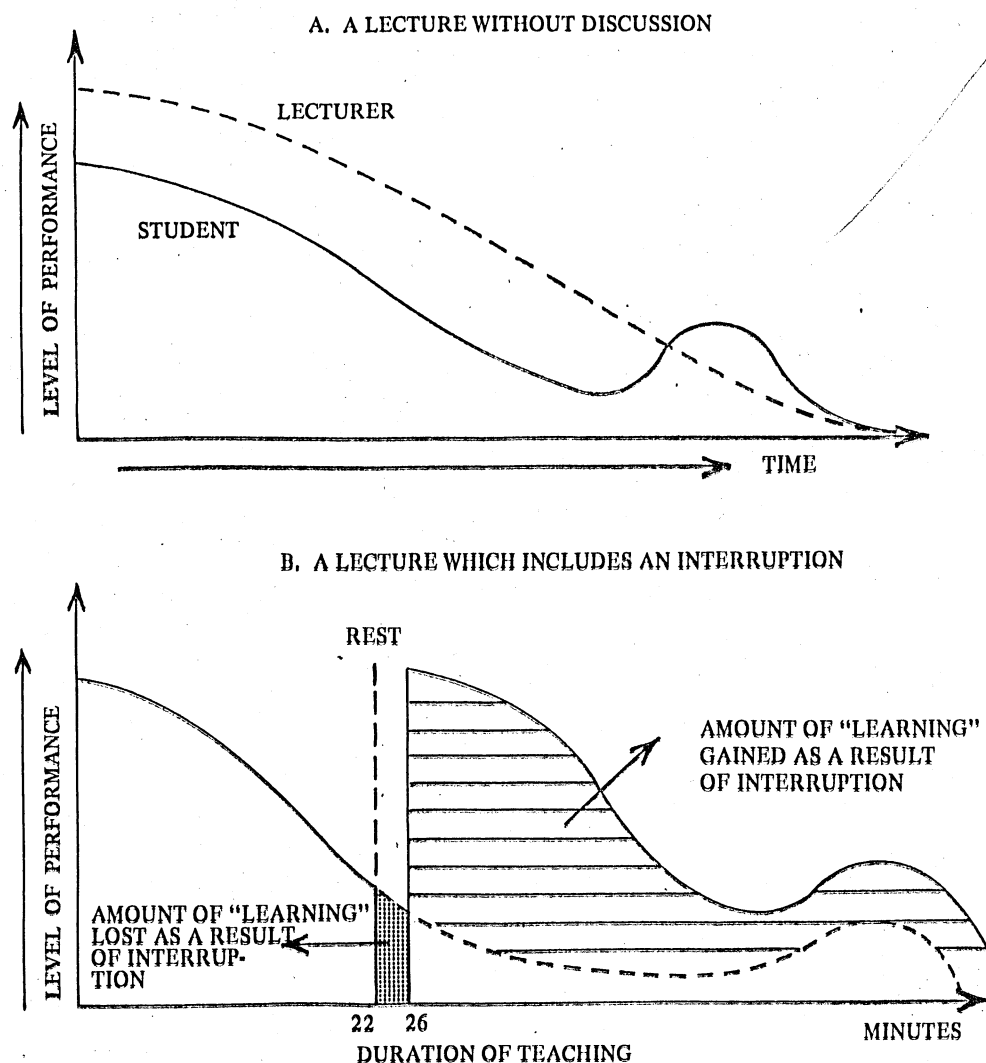 A. A LECTURE WITHOUT DISCUSSION
LECTURER
STUDENT
LEVEL OF PERFORMANCE
TIME
B. A LECTURE WHICH INCLUDES AN INTERRUPTION
REST
LEVEL OF PERFORMANCE
AMOUNT OF "LEARNING"
GAINED AS A RESULT
OF INTERRUPTION
AMOUNT OF "LEARNING"
LOST AS A RESULT
OF INTERRUP-
TION
22 26
MINUTES
DURATION OF TEACHING